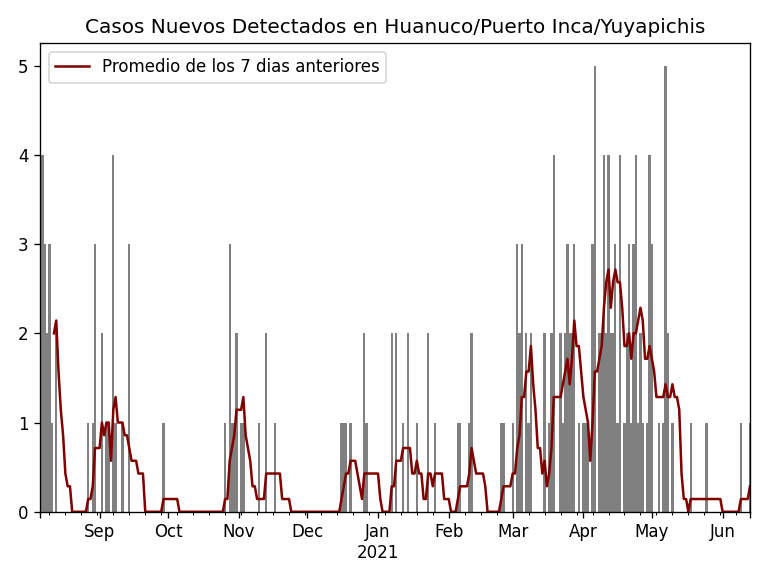 Casos Nuevos Detectados en Huanuco/Puerto Inca/Yuyapichis
Promedio de los 7 dias anteriores
5
4
3
2
1
0
Sep Oct Nov Dec Jan Feb Mar Apr May Jun
2021